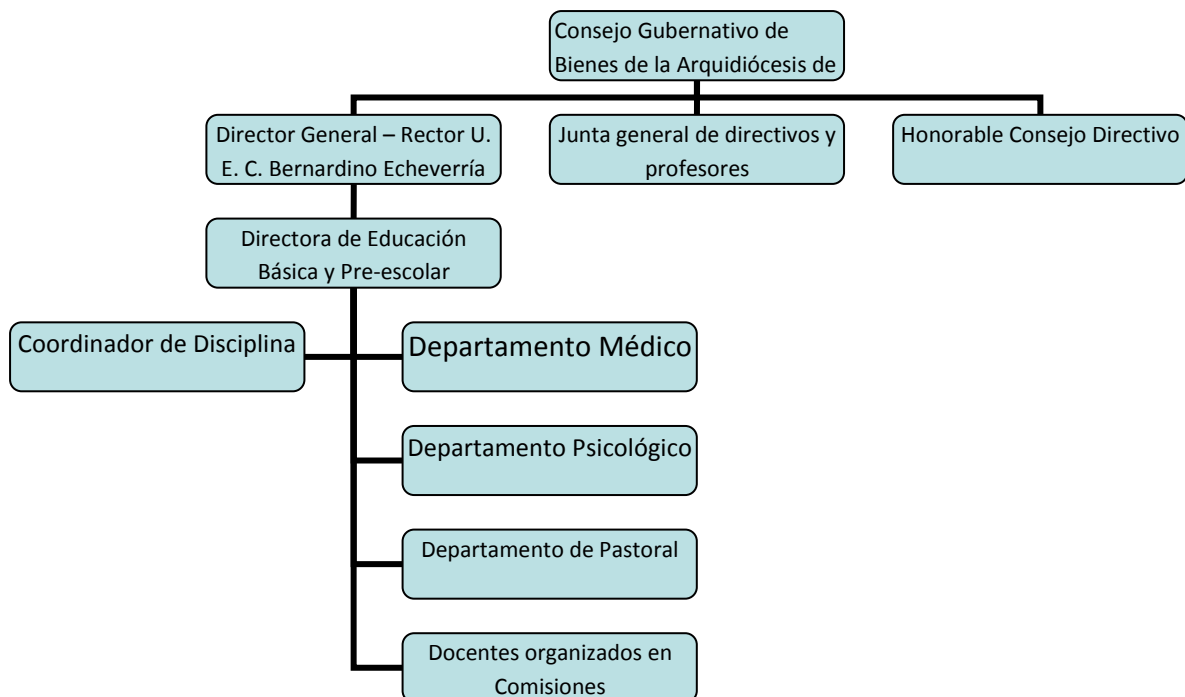 Consejo Gubernativo de
Bienes de la Arquidiócesis de
Director General – Rector U.
E. C. Bernardino Echeverría
Junta general de directivos y
profesores
Honorable Consejo Directivo
Directora de Educación
Básica y Pre-escolar
Coordinador de Disciplina
Departamento Médico
Departamento Psicológico
Departamento de Pastoral
Docentes organizados en
Comisiones